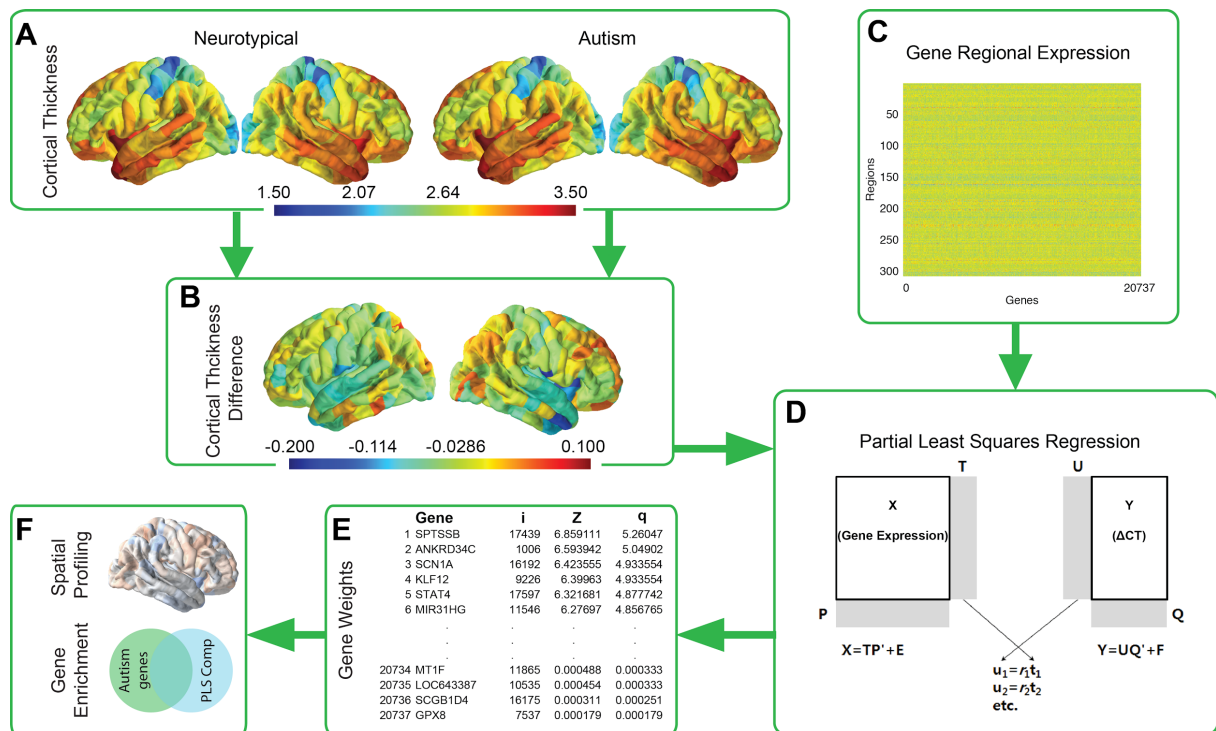 A
Neurotypical
Autism
Cortical Thickness
1.50 2.07 2.64 3.50
B
Cortical Thcikness
Difference
-0.200 -0.114 -0.0286 0.100
C
Gene Regional Expression
Regions
50
100
150
200
250
300
0 20737
Genes
D
Partial Least Squares Regression
T U
X
(Gene Expression)
Y
(ΔCT)
P Q
X=TP'+E Y=UQ'+F
u1=r1t1
u2=r2t2
etc.
E
Gene Weights
Gene i Z q
1 SPTSSB 17439 6.859111 5.26047
2 ANKRD34C 1006 6.593942 5.04902
3 SCN1A 16192 6.423555 4.933554
4 KLF12 9226 6.39963 4.933554
5 STAT4 17597 6.321681 4.877742
6 MIR31HG 11546 6.27697 4.856765
. . . .
. . . .
. . . .
20734 MT1F 11865 0.000488 0.000333
20735 LOC643387 10535 0.000454 0.000333
20736 SCGB1D4 16175 0.000311 0.000251
20737 GPX8 7537 0.000179 0.000179
F
Spatial
Profiling
Gene
Enrichment
Autism
genes
PLS Comp